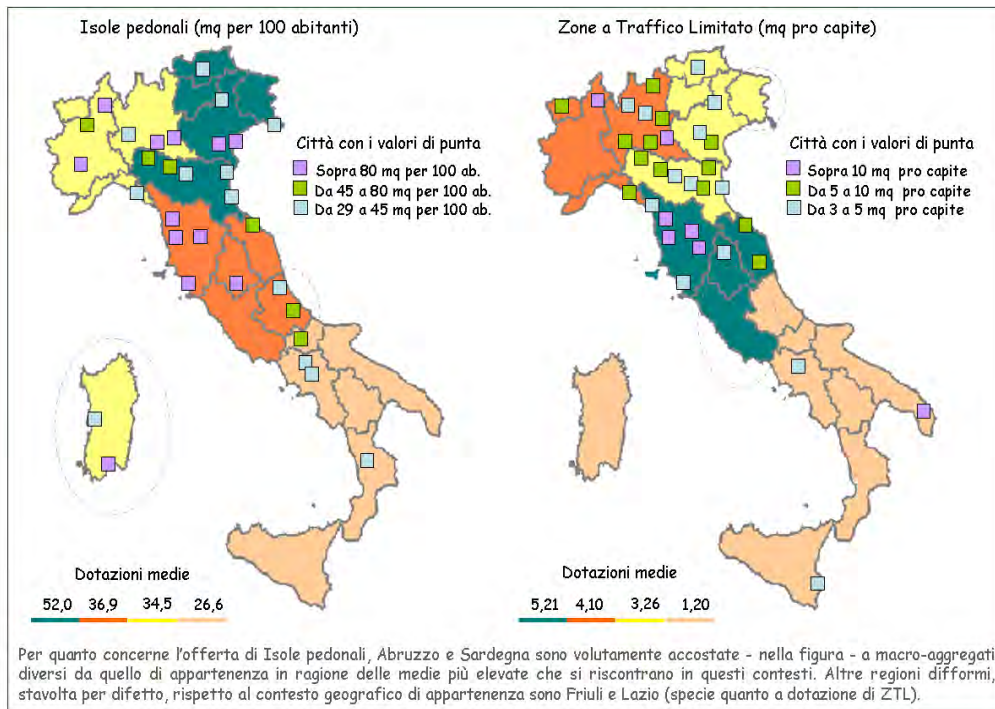 Isole pedonali (mq per 100 abitanti)
Città con i valori di punta
Sopra 80 mq per 100 ab.
Da 45 a 80 mq per 100 ab.
Da 29 a 45 mq per 100 ab.
Dotazioni medie
52,0 36,9 34,5 26,6
Zone a Traffico Limitato (mq pro capite)
Città con i valori di punta
Sopra 10 mq pro capite
Da 5 a 10 mq pro capite
Da 3 a 5 mq pro capite
Dotazioni medie
5,21 4,10 3,26 1,20
Per quanto concerne l'offerta di Isole pedonali, Abruzzo e Sardegna sono volutamente accostate - nella figura - a macro-aggregati
diversi da quello di appartenenza in ragione delle medie più elevate che si riscontrano in questi contesti. Altre regioni difformi,
stavolta per difetto, rispetto al contesto geografico di appartenenza sono Friuli e Lazio (specie quanto a dotazione di ZTL).